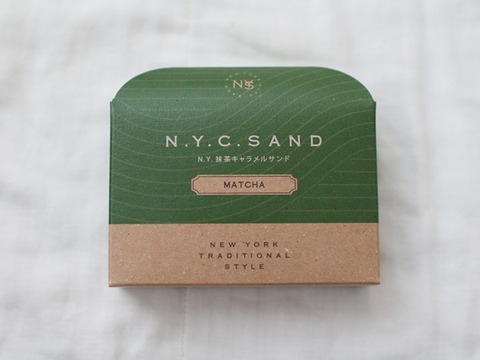 NYS
N.Y.C.SAND
N.Y.抹茶キャラメルサンド
MATCHA
NEW YORK
TRADITIONAL
STYLE